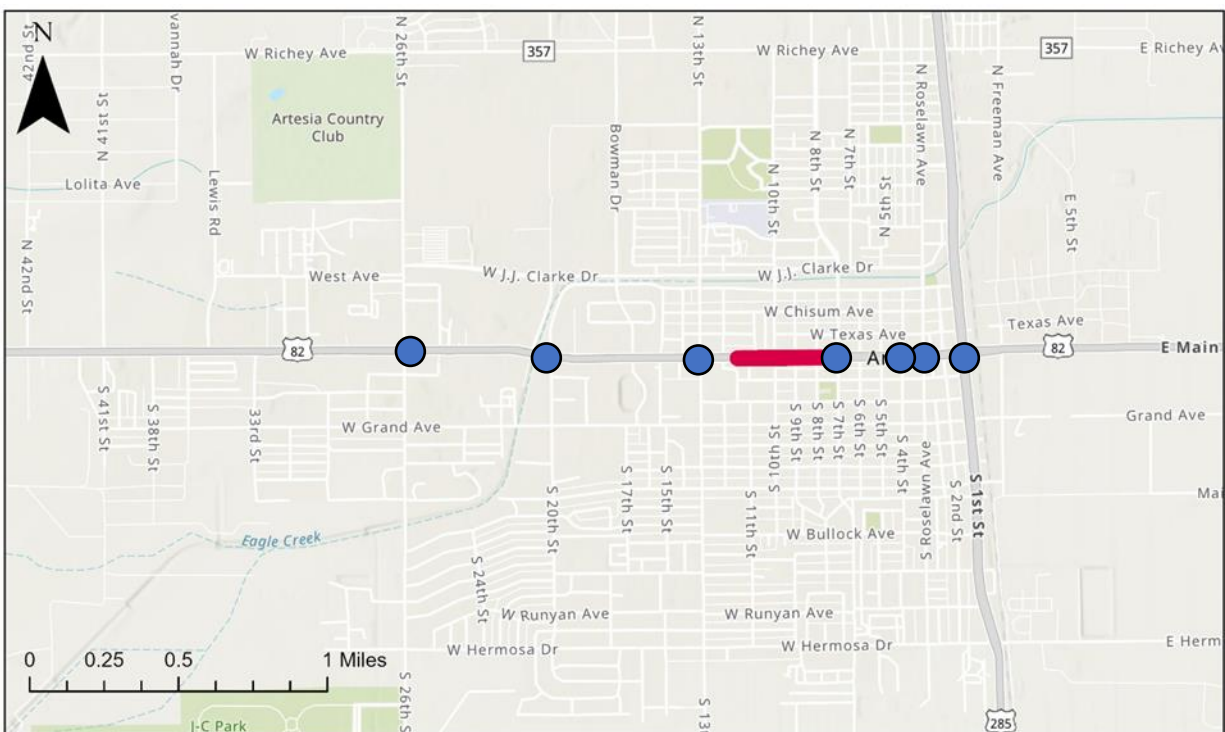 N
42nd St
vannah Dr
W Richey Ave
N 26th St
357
N 13th St
W Richey Ave
357
E Richey Av
N 41st St
Artesia Country
Club
Lolita Ave
Lewis Rd
Bowman Dr
N 10th St
N 8th St
N 7th St
N 5th St
N Roselawn Ave
N Freeman Ave
E 5th St
N 42nd St
West Ave
W J.J. Clarke Dr
W J.J. Clarke Dr
W Chisum Ave
W Texas Ave
Texas Ave
82
Ar
82
E Main
S 41st St
S 38th St
33rd St
W Grand Ave
Grand Ave
S 20th St
S 17th St
S 15th St
S 11th St
S 10th St
S 9th St
S 8th St
S 7th St
S 6th St
S 5th St
S 4th St
S Roselawn Ave
S 2nd St
S 1st St
Mai
Eagle Creek
S 24th St
W Bullock Ave
W Runyan Ave
W Runyan Ave
W Hermosa Dr
W Hermosa Dr
E Herm
0 0.25 0.5 1 Miles
S 26th S
S 13
J-C Park
285